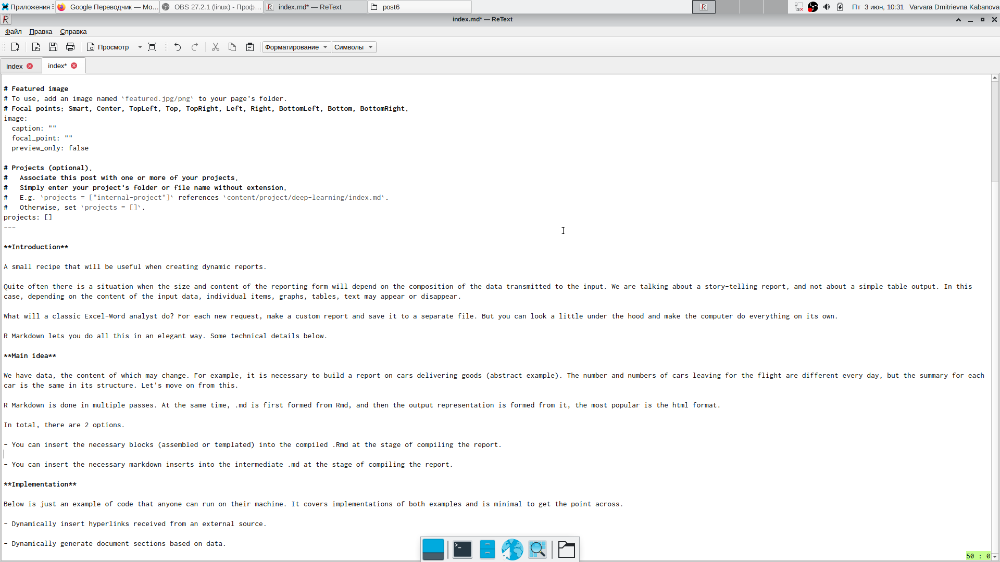 Приложения Google Переводчик — Mo... OBS 27.2.1 (linux) - Проф... index.md* — ReText post6 Пт 3 июн, 10:31 Varvara Dmitrievna Kabanova
index.md* — ReText
Файл Правка Справка
Просмотр Форматирование Символы
index index*
# Featured image
# To use, add an image named `featured.jpg/png` to your page's folder.
# Focal points: Smart, Center, TopLeft, Top, TopRight, Left, Right, BottomLeft, Bottom, BottomRight.
image:
  caption: ""
  focal_point: ""
  preview_only: false
# Projects (optional).
#   Associate this post with one or more of your projects.
#   Simply enter your project's folder or file name without extension.
#   E.g. `projects = ["internal-project"]` references `content/project/deep-learning/index.md`.
#   Otherwise, set `projects = []`.
projects: []
---
**Introduction**
A small recipe that will be useful when creating dynamic reports.
Quite often there is a situation when the size and content of the reporting form will depend on the composition of the data transmitted to the input. We are talking about a story-telling report, and not about a simple table output. In this
case, depending on the content of the input data, individual items, graphs, tables, text may appear or disappear.
What will a classic Excel-Word analyst do? For each new request, make a custom report and save it to a separate file. But you can look a little under the hood and make the computer do everything on its own.
R Markdown lets you do all this in an elegant way. Some technical details below.
**Main idea**
We have data, the content of which may change. For example, it is necessary to build a report on cars delivering goods (abstract example). The number and numbers of cars leaving for the flight are different every day, but the summary for each
car is the same in its structure. Let's move on from this.
R Markdown is done in multiple passes. At the same time, .md is first formed from Rmd, and then the output representation is formed from it, the most popular is the html format.
In total, there are 2 options.
- You can insert the necessary blocks (assembled or templated) into the compiled .Rmd at the stage of compiling the report.
- You can insert the necessary markdown inserts into the intermediate .md at the stage of compiling the report.
**Implementation**
Below is just an example of code that anyone can run on their machine. It covers implementations of both examples and is minimal to get the point across.
- Dynamically insert hyperlinks received from an external source.
- Dynamically generate document sections based on data.
50 : 0